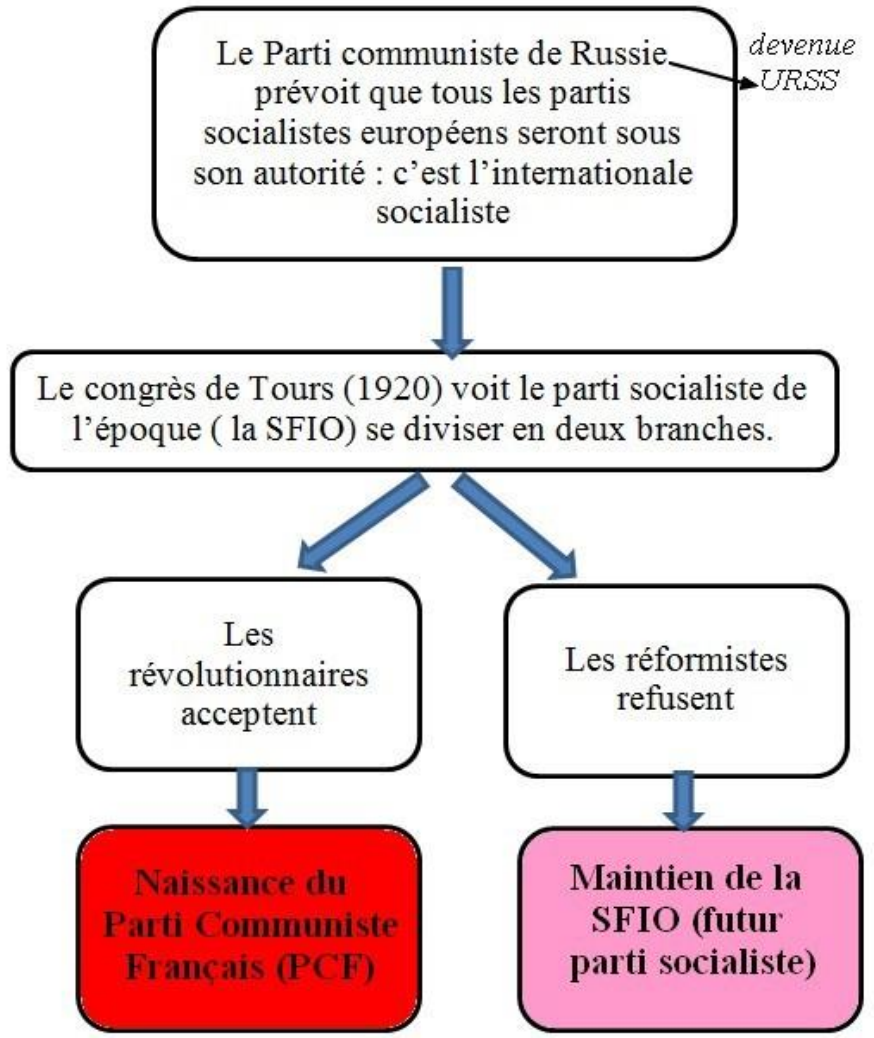 Le Parti communiste de Russie
prévoit que tous les partis
socialistes européens seront sous
son autorité : c’est l’internationale
socialiste
devenue
URSS
Le congrès de Tours (1920) voit le parti socialiste de
l’époque ( la SFIO) se diviser en deux branches.
Les
révolutionnaires
acceptent
Les réformistes
refusent
Naissance du
Parti Communiste
Français (PCF)
Maintien de la
SFIO (futur
parti socialiste)